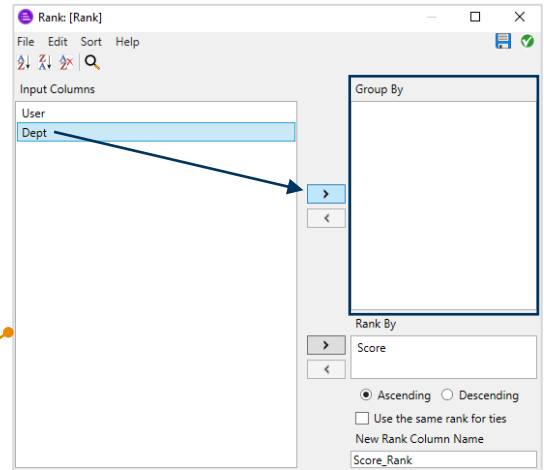 Rank: [Rank]
File Edit Sort Help
Input Columns
Group By
User
Dept
>
<
Rank By
>
Score
<
Ascending Descending
Use the same rank for ties
New Rank Column Name
Score_Rank